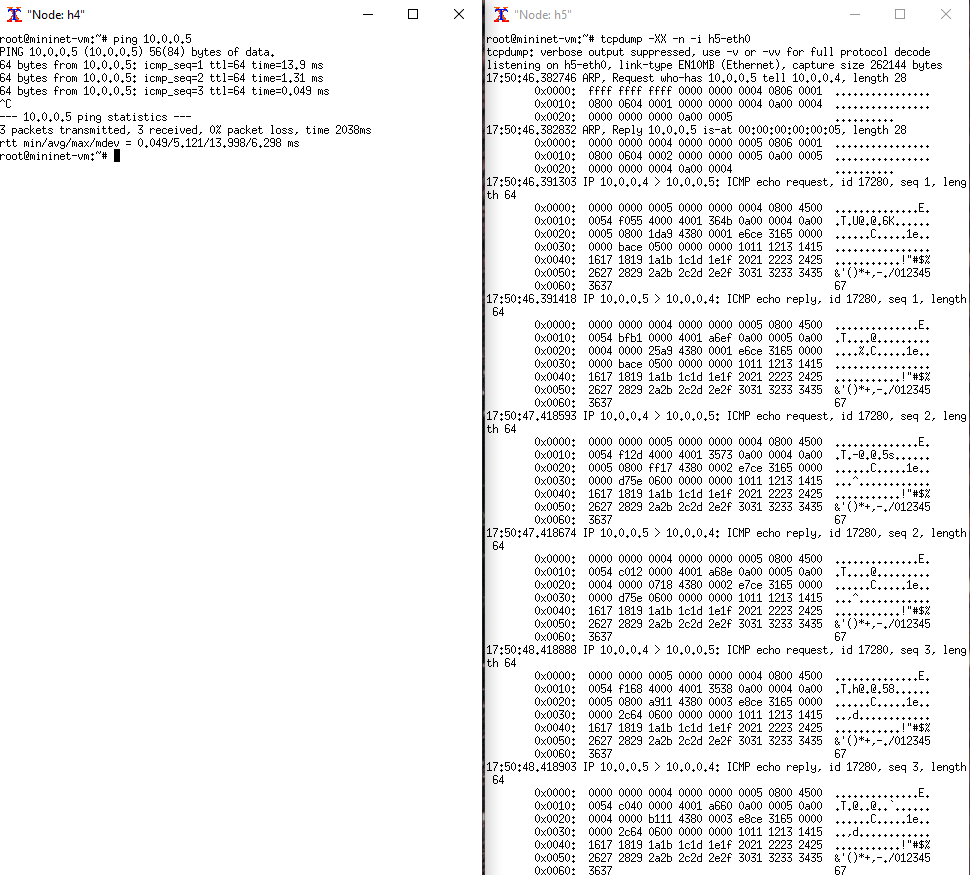 "Node: h4"
root@mininet-vm:~# ping 10.0.0.5
PING 10.0.0.5 (10.0.0.5) 56(84) bytes of data.
64 bytes from 10.0.0.5: icmp_seq=1 ttl=64 time=13.9 ms
64 bytes from 10.0.0.5: icmp_seq=2 ttl=64 time=1.31 ms
64 bytes from 10.0.0.5: icmp_seq=3 ttl=64 time=0.049 ms
^C
--- 10.0.0.5 ping statistics ---
3 packets transmitted, 3 received, 0% packet loss, time 2038ms
rtt min/avg/max/mdev = 0.049/5.121/13.998/6.298 ms
root@mininet-vm:~#
"Node: h5"
root@mininet-vm:~# tcpdump -XX -n -i h5-eth0
tcpdump: verbose output suppressed, use -v or -vv for full protocol decode
listening on h5-eth0, link-type EN10MB (Ethernet), capture size 262144 bytes
17:50:46.382746 ARP, Request who-has 10.0.0.5 tell 10.0.0.4, length 28
0x0000: ffff ffff ffff 0000 0000 0004 0806 0001 ................
0x0010: 0800 0604 0001 0000 0000 0004 0a00 0004 ................
0x0020: 0000 0000 0000 0a00 0005 ..........
17:50:46.382832 ARP, Reply 10.0.0.5 is-at 00:00:00:00:00:05, length 28
0x0000: 0000 0000 0004 0000 0000 0005 0806 0001 ................
0x0010: 0800 0604 0002 0000 0000 0005 0a00 0005 ................
0x0020: 0000 0000 0004 0a00 0004 ..........
17:50:46.391303 IP 10.0.0.4 > 10.0.0.5: ICMP echo request, id 17280, seq 1, leng
th 64
0x0000: 0000 0000 0005 0000 0000 0004 0800 4500 ..............E.
0x0010: 0054 f055 4000 4001 364b 0a00 0004 0a00 .T.U@.@.6K......
0x0020: 0005 0800 1da9 4380 0001 e6ce 3165 0000 ......C.....1e..
0x0030: 0000 bace 0500 0000 0000 1011 1213 1415 ................
0x0040: 1617 1819 1a1b 1c1d 1e1f 2021 2223 2425 ...........!"#$%
0x0050: 2627 2829 2a2b 2c2d 2e2f 3031 3233 3435 &'()*+,-./012345
0x0060: 3637 67
17:50:46.391418 IP 10.0.0.5 > 10.0.0.4: ICMP echo reply, id 17280, seq 1, length
64
0x0000: 0000 0000 0004 0000 0000 0005 0800 4500 ..............E.
0x0010: 0054 bfb1 0000 4001 a6ef 0a00 0005 0a00 .T....@.........
0x0020: 0004 0000 25a9 4380 0001 e6ce 3165 0000 ....%.C.....1e..
0x0030: 0000 bace 0500 0000 0000 1011 1213 1415 ................
0x0040: 1617 1819 1a1b 1c1d 1e1f 2021 2223 2425 ...........!"#$%
0x0050: 2627 2829 2a2b 2c2d 2e2f 3031 3233 3435 &'()*+,-./012345
0x0060: 3637 67
17:50:47.418593 IP 10.0.0.4 > 10.0.0.5: ICMP echo request, id 17280, seq 2, leng
th 64
0x0000: 0000 0000 0005 0000 0000 0004 0800 4500 ..............E.
0x0010: 0054 f12d 4000 4001 3573 0a00 0004 0a00 .T.-@.@.5s......
0x0020: 0005 0800 ff17 4380 0002 e7ce 3165 0000 ......C.....1e..
0x0030: 0000 d75e 0600 0000 0000 1011 1213 1415 ...^............
0x0040: 1617 1819 1a1b 1c1d 1e1f 2021 2223 2425 ...........!"#$%
0x0050: 2627 2829 2a2b 2c2d 2e2f 3031 3233 3435 &'()*+,-./012345
0x0060: 3637 67
17:50:47.418674 IP 10.0.0.5 > 10.0.0.4: ICMP echo reply, id 17280, seq 2, length
64
0x0000: 0000 0000 0004 0000 0000 0005 0800 4500 ..............E.
0x0010: 0054 c012 0000 4001 a68e 0a00 0005 0a00 .T....@.........
0x0020: 0004 0000 0718 4380 0002 e7ce 3165 0000 ......C.....1e..
0x0030: 0000 d75e 0600 0000 0000 1011 1213 1415 ...^............
0x0040: 1617 1819 1a1b 1c1d 1e1f 2021 2223 2425 ...........!"#$%
0x0050: 2627 2829 2a2b 2c2d 2e2f 3031 3233 3435 &'()*+,-./012345
0x0060: 3637 67
17:50:48.418888 IP 10.0.0.4 > 10.0.0.5: ICMP echo request, id 17280, seq 3, leng
th 64
0x0000: 0000 0000 0005 0000 0000 0004 0800 4500 ..............E.
0x0010: 0054 f168 4000 4001 3538 0a00 0004 0a00 .T.h@.@.58......
0x0020: 0005 0800 a911 4380 0003 e8ce 3165 0000 ......C.....1e..
0x0030: 0000 2c64 0600 0000 0000 1011 1213 1415 ..,d............
0x0040: 1617 1819 1a1b 1c1d 1e1f 2021 2223 2425 ...........!"#$%
0x0050: 2627 2829 2a2b 2c2d 2e2f 3031 3233 3435 &'()*+,-./012345
0x0060: 3637 67
17:50:48.418903 IP 10.0.0.5 > 10.0.0.4: ICMP echo reply, id 17280, seq 3, length
64
0x0000: 0000 0000 0004 0000 0000 0005 0800 4500 ..............E.
0x0010: 0054 c040 0000 4001 a660 0a00 0005 0a00 .T.@..@..`......
0x0020: 0004 0000 b111 4380 0003 e8ce 3165 0000 ......C.....1e..
0x0030: 0000 2c64 0600 0000 0000 1011 1213 1415 ..,d............
0x0040: 1617 1819 1a1b 1c1d 1e1f 2021 2223 2425 ...........!"#$%
0x0050: 2627 2829 2a2b 2c2d 2e2f 3031 3233 3435 &'()*+,-./012345
0x0060: 3637 67